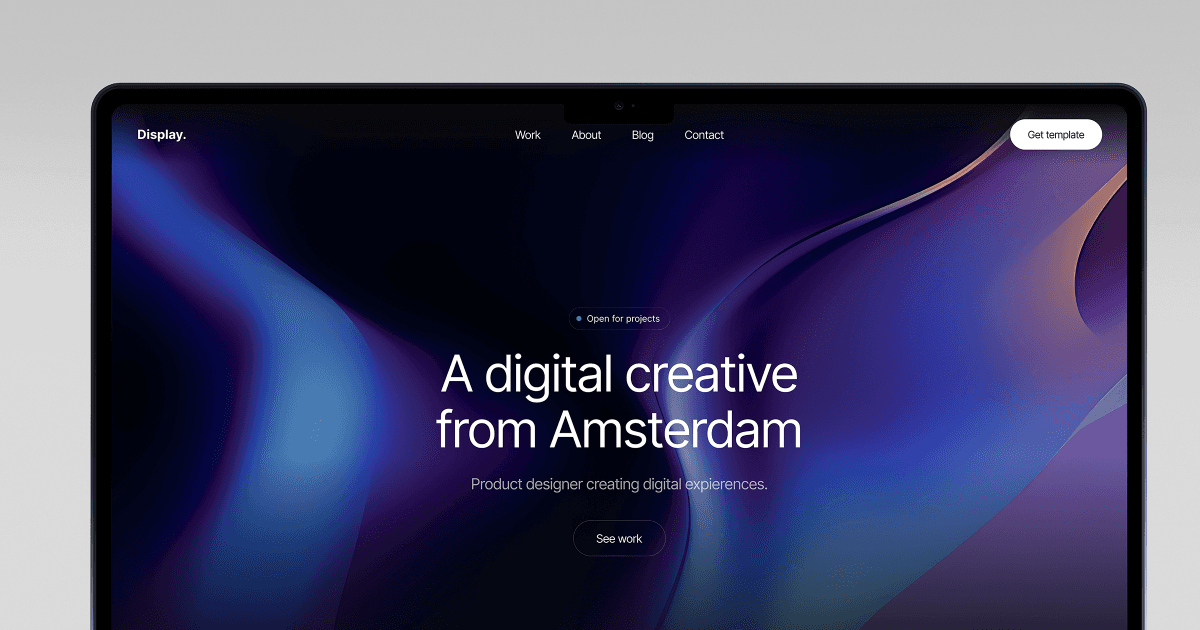 Display.
Work About Blog Contact
Get template
Open for projects
A digital creative
from Amsterdam
Product designer creating digital expierences.
See work